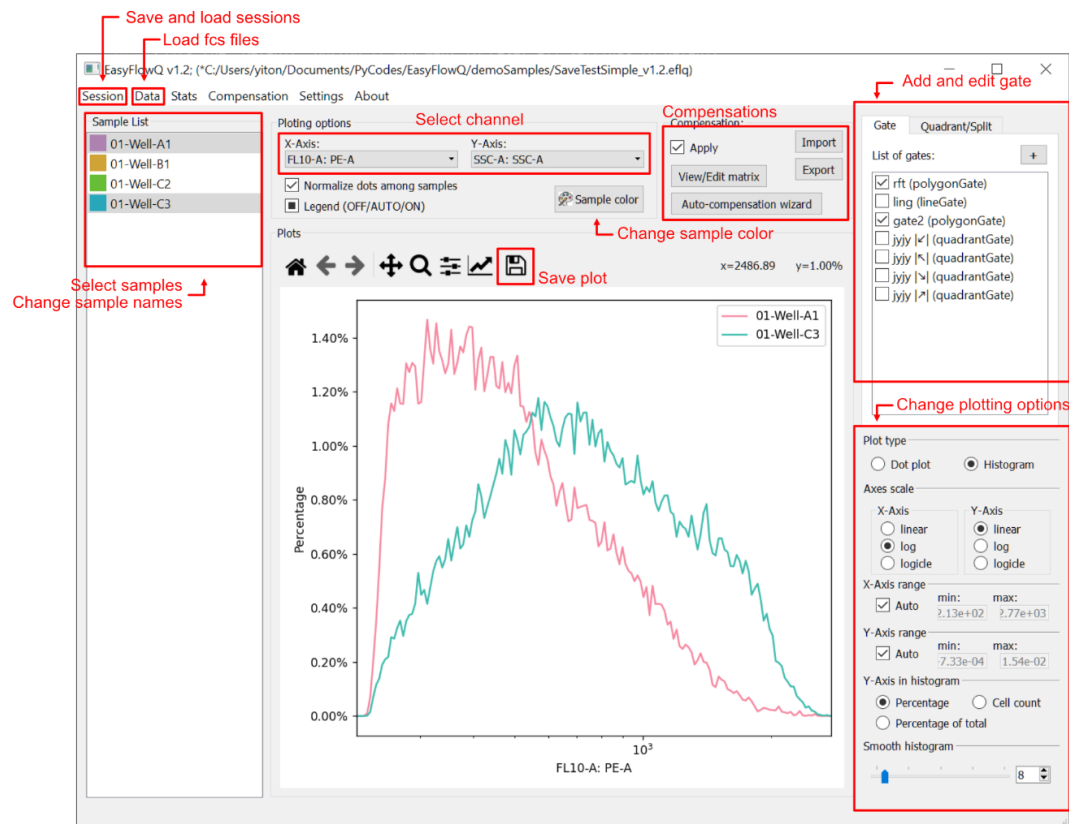 Save and load sessions
Load fcs files
EasyFlowQ v1.2; (*C:/Users/yiton/Documents/PyCodes/EasyFlowQ/demoSamples/SaveTestSimple_v1.2.eflq)
Add and edit gate
Session Data Stats Compensation Settings About
Sample List
01-Well-A1
01-Well-B1
01-Well-C2
01-Well-C3
Select samples
Change sample names
Ploting options
Select channel
X-Axis: Y-Axis:
FL10-A: PE-A SSC-A: SSC-A
Normalize dots among samples
Legend (OFF/AUTO/ON)
Sample color
Change sample color
Compensations
Compensation:
Apply Import
View/Edit matrix Export
Auto-compensation wizard
Gate Quadrant/Split
List of gates: +
rft (polygonGate)
ling (lineGate)
gate2 (polygonGate)
jyjy |↙| (quadrantGate)
jyjy |↖| (quadrantGate)
jyjy |↘| (quadrantGate)
jyjy |↗| (quadrantGate)
Plots
Save plot
x=2486.89 y=1.00%
01-Well-A1
01-Well-C3
1.40%
1.20%
1.00%
0.80%
0.60%
0.40%
0.20%
0.00%
Percentage
10³
FL10-A: PE-A
Change plotting options
Plot type
Dot plot Histogram
Axes scale
X-Axis Y-Axis
linear linear
log log
logicle logicle
X-Axis range
min: max:
Auto 2.13e+02 2.77e+03
Y-Axis range
min: max:
Auto 7.33e-04 1.54e-02
Y-Axis in histogram
Percentage Cell count
Percentage of total
Smooth histogram
8